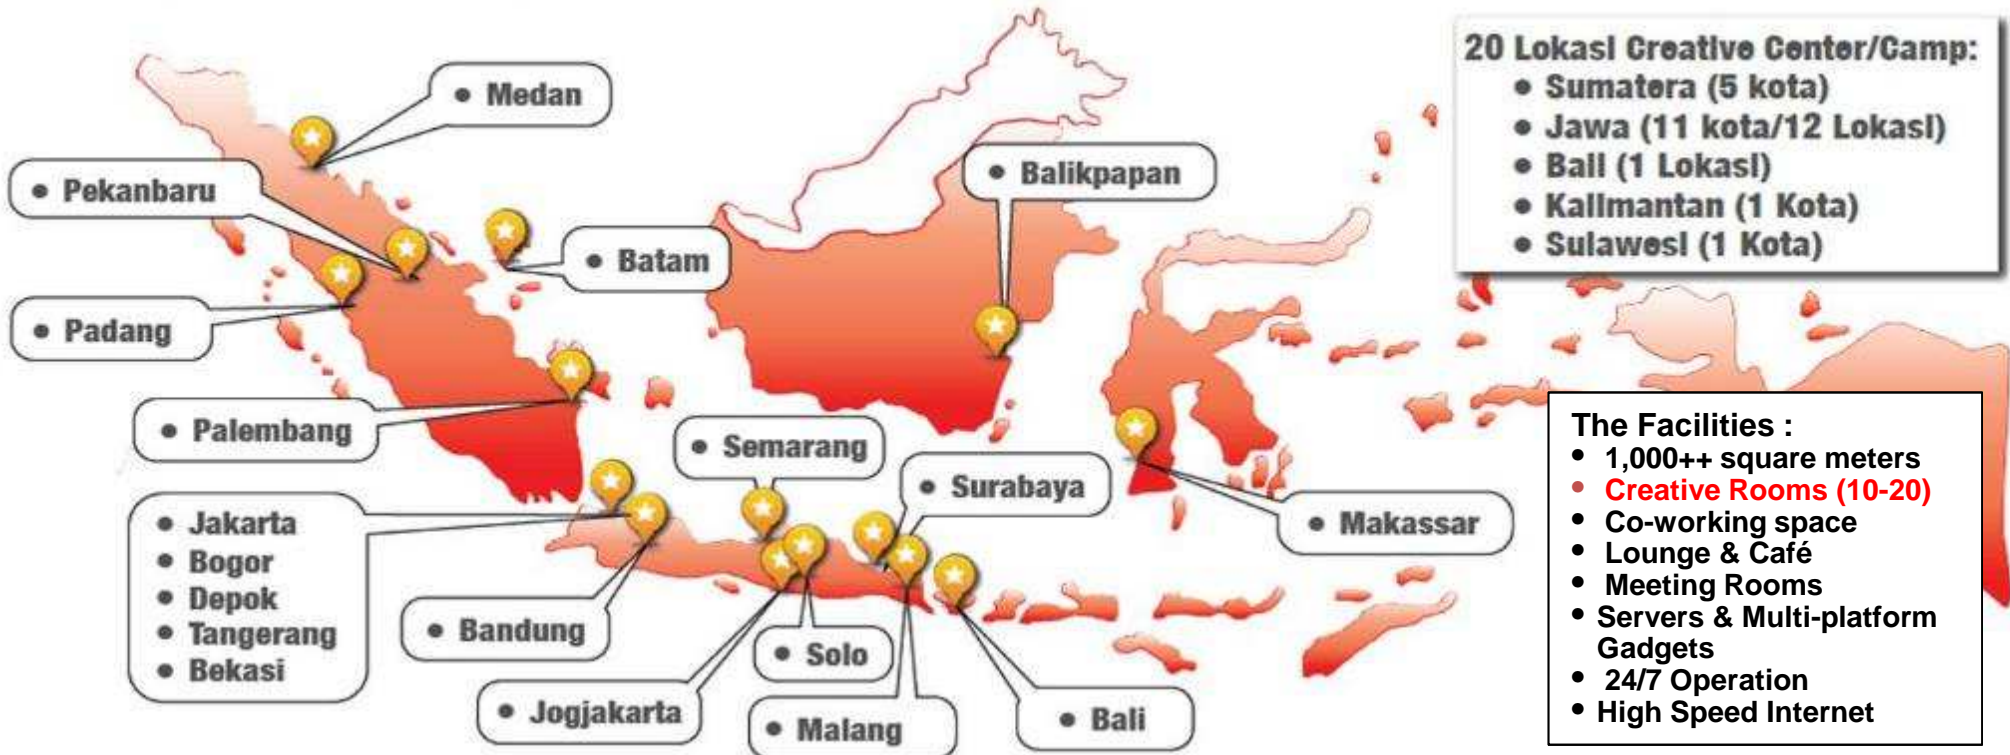 20 Lokasi Creative Center/Camp:
• Sumatera (5 kota)
• Jawa (11 kota/12 Lokasi)
• Bali (1 Lokasi)
• Kalimantan (1 Kota)
• Sulawesi (1 Kota)
• Medan
• Pekanbaru
• Batam
• Padang
• Palembang
• Balikpapan
• Semarang
• Surabaya
• Makassar
• Jakarta
• Bogor
• Depok
• Tangerang
• Bekasi
• Bandung
• Solo
• Jogjakarta
• Malang
• Bali
The Facilities :
• 1,000++ square meters
• Creative Rooms (10-20)
• Co-working space
• Lounge & Café
• Meeting Rooms
• Servers & Multi-platform
Gadgets
• 24/7 Operation
• High Speed Internet